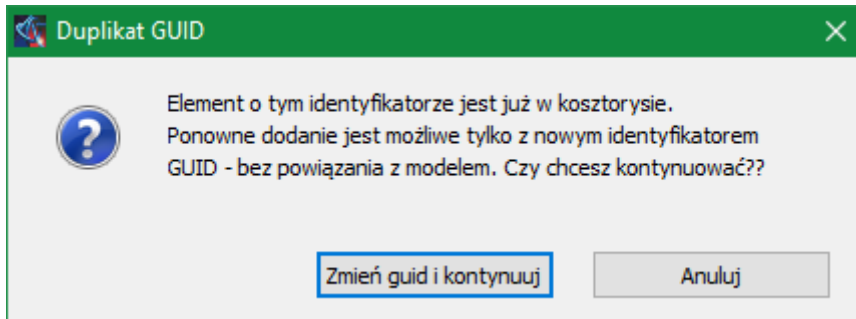 Duplikat GUID
Element o tym identyfikatorze jest już w kosztorysie.
Ponowne dodanie jest możliwe tylko z nowym identyfikatorem
GUID - bez powiązania z modelem. Czy chcesz kontynuować??
Zmień guid i kontynuuj
Anuluj